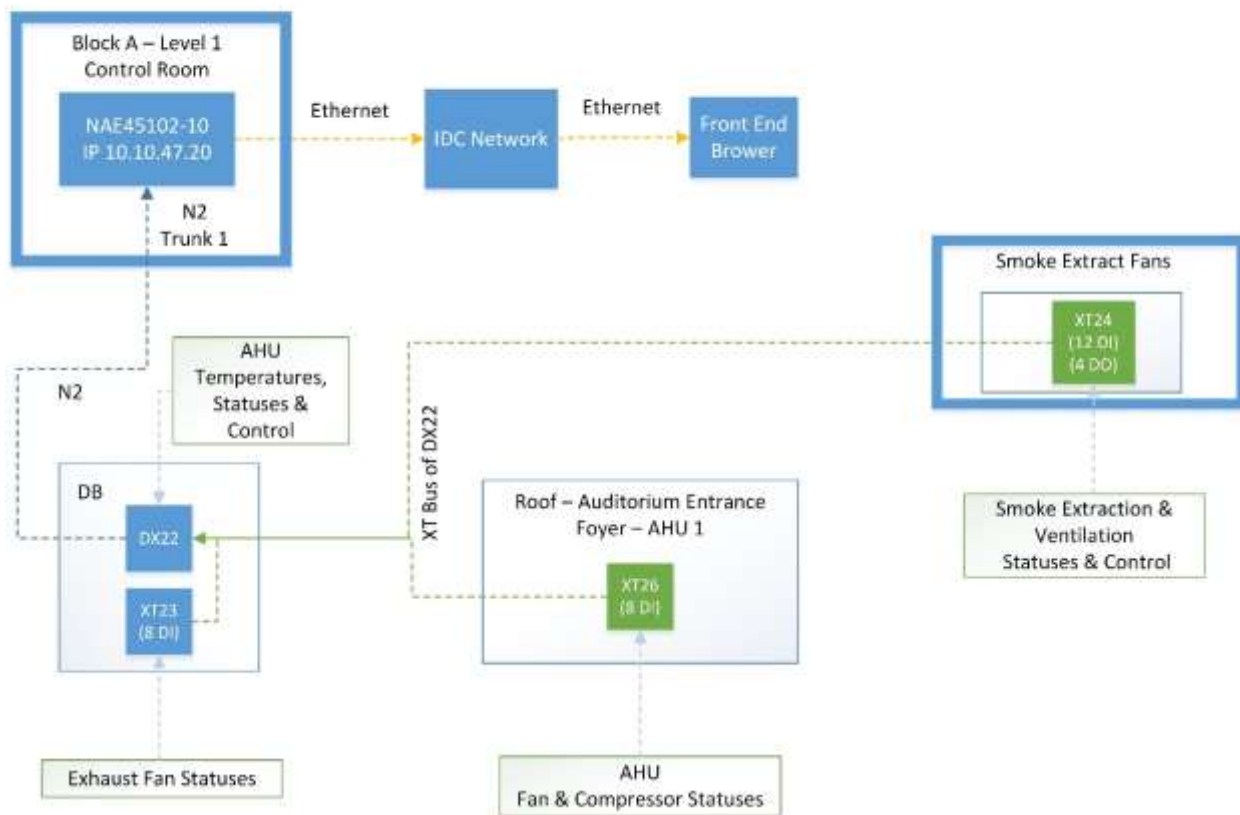 Block A – Level 1
Control Room
NAE45102-10
IP 10.10.47.20
N2
Trunk 1
Ethernet
IDC Network
Ethernet
Front End
Brower
Smoke Extract Fans
XT24
(12 DI)
(4 DO)
AHU
Temperatures,
Statuses &
Control
N2
XT Bus of DX22
DB
DX22
XT23
(8 DI)
Roof – Auditorium Entrance
Foyer – AHU 1
XT26
(8 DI)
Smoke Extraction &
Ventilation
Statuses & Control
Exhaust Fan Statuses
AHU
Fan & Compressor Statuses